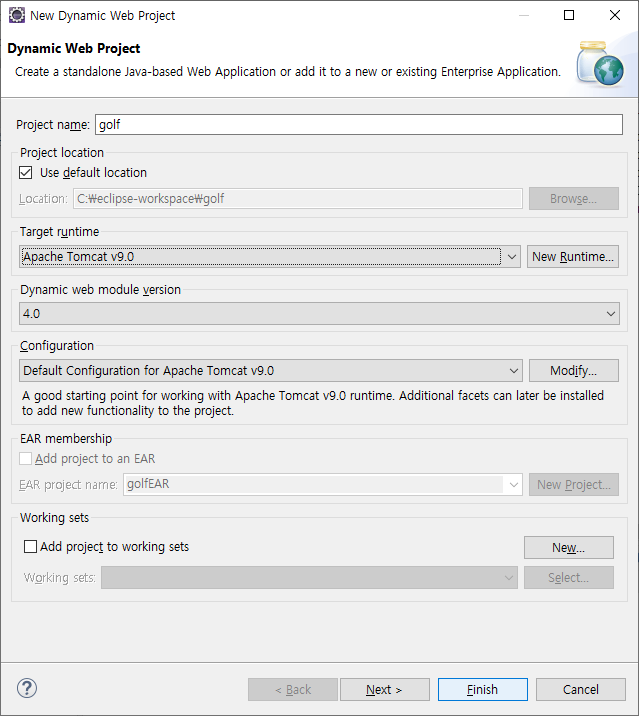 New Dynamic Web Project
Dynamic Web Project
Create a standalone Java-based Web Application or add it to a new or existing Enterprise Application.
Project name: golf
Project location
Use default location
Location: C:₩eclipse-workspace₩golf Browse...
Target runtime
Apache Tomcat v9.0 New Runtime...
Dynamic web module version
4.0
Configuration
Default Configuration for Apache Tomcat v9.0 Modify...
A good starting point for working with Apache Tomcat v9.0 runtime. Additional facets can later be installed
to add new functionality to the project.
EAR membership
Add project to an EAR
EAR project name: golfEAR New Project...
Working sets
Add project to working sets New...
Working sets: Select...
? < Back Next > Finish Cancel